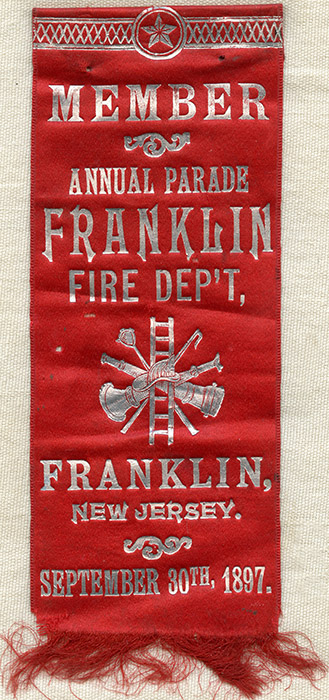 MEMBER
ANNUAL PARADE
FRANKLIN
FIRE DEP'T,
FRANKLIN,
NEW JERSEY.
SEPTEMBER 30TH, 1897.